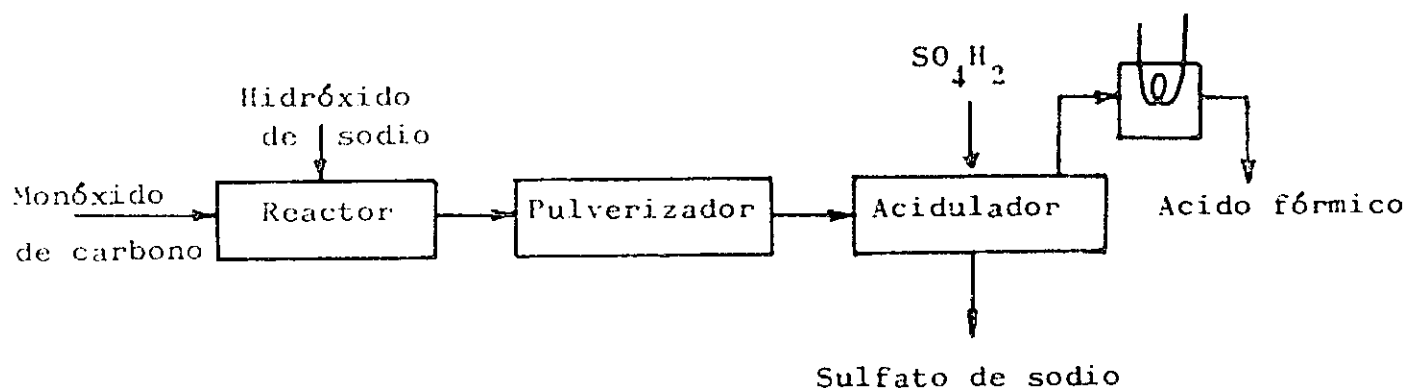 SO4H2
Hidróxido
de sodio
Monóxido
de carbono
Reactor
Pulverizador
Acidulador
Acido fórmico
Sulfato de sodio